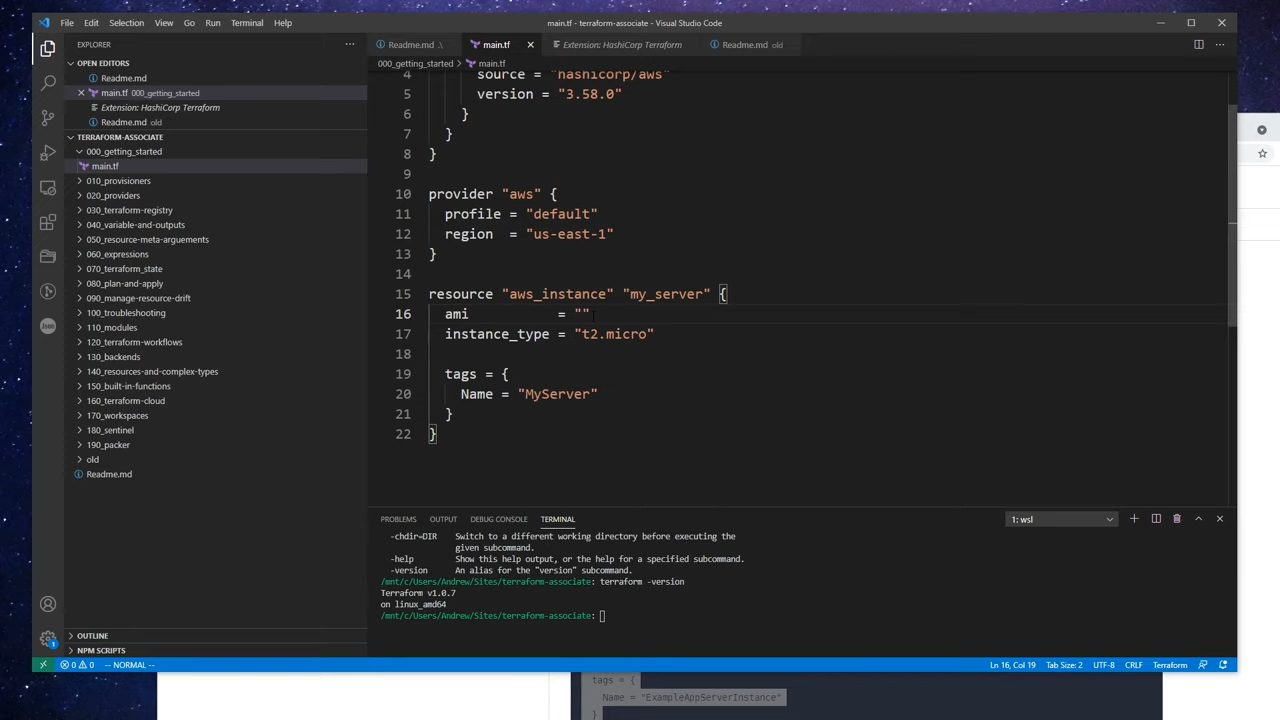 File Edit Selection View Go Run Terminal Help
main.tf - terraform-associate - Visual Studio Code
EXPLORER
OPEN EDITORS
Readme.md
main.tf 000_getting_started
Extension: HashiCorp Terraform
Readme.md old
TERRAFORM-ASSOCIATE
000_getting_started
main.tf
010_provisioners
020_providers
030_terraform-registry
040_variable-and-outputs
050_resource-meta-arguements
060_expressions
070_terraform_state
080_plan-and-apply
090_manage-resource-drift
100_troubleshooting
110_modules
120_terraform-workflows
130_backends
140_resources-and-complex-types
150_built-in-functions
160_terraform-cloud
170_workspaces
180_sentinel
190_packer
old
Readme.md
OUTLINE
NPM SCRIPTS
Readme.md .\
main.tf
Extension: HashiCorp Terraform
Readme.md old
000_getting_started > main.tf
4 source = "hashicorp/aws"
5 version = "3.58.0"
6 }
7 }
8 }
9
10 provider "aws" {
11 profile = "default"
12 region = "us-east-1"
13 }
14
15 resource "aws_instance" "my_server" {
16 ami = ""
17 instance_type = "t2.micro"
18
19 tags = {
20 Name = "MyServer"
21 }
22 }
PROBLEMS OUTPUT DEBUG CONSOLE TERMINAL
1: wsl
-chdir=DIR Switch to a different working directory before executing the
given subcommand.
-help Show this help output, or the help for a specified subcommand.
-version An alias for the "version" subcommand.
/mnt/c/Users/Andrew/Sites/terraform-associate: terraform -version
Terraform v1.0.7
on linux_amd64
/mnt/c/Users/Andrew/Sites/terraform-associate:
1
0 0 -- NORMAL --
Ln 16, Col 19 Tab Size: 2 UTF-8 CRLF Terraform
tags = {
Name = "ExampleAppServerInstance"
}